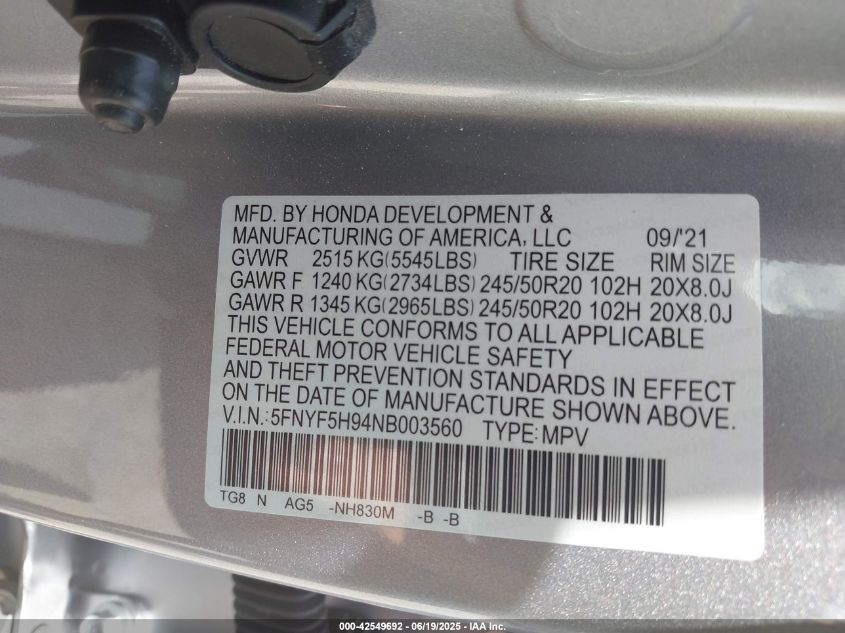 MFD. BY HONDA DEVELOPMENT &
MANUFACTURING OF AMERICA, LLC 09/'21
GVWR 2515 KG(5545LBS) TIRE SIZE RIM SIZE
GAWR F 1240 KG(2734LBS) 245/50R20 102H 20X8.0J
GAWR R 1345 KG(2965LBS) 245/50R20 102H 20X8.0J
THIS VEHICLE CONFORMS TO ALL APPLICABLE
FEDERAL MOTOR VEHICLE SAFETY
AND THEFT PREVENTION STANDARDS IN EFFECT
ON THE DATE OF MANUFACTURE SHOWN ABOVE.
V.I.N.: 5FNYF5H94NB003560 TYPE: MPV
TG8 N AG5 -NH830M -B -B
000-42549692 - 06/19/2025 - IAA Inc.